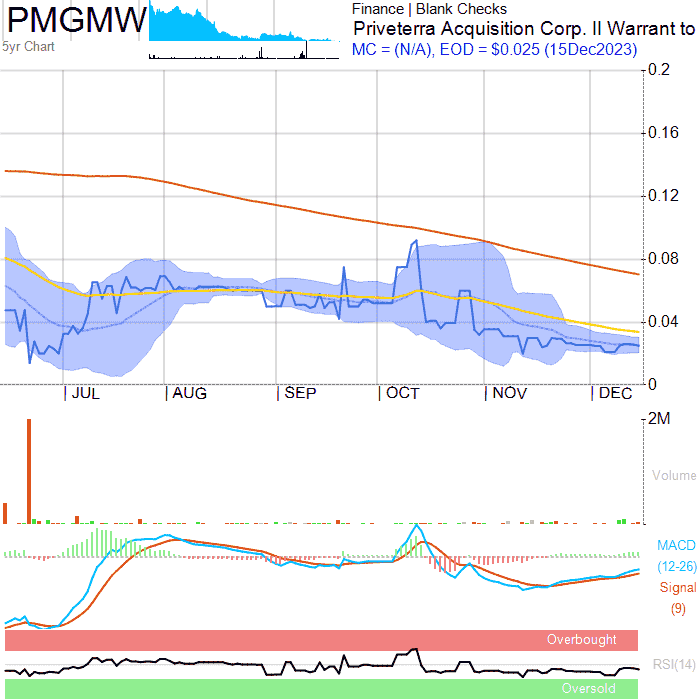 PMGMW
5yr Chart
Finance | Blank Checks
Priveterra Acquisition Corp. II Warrant to
MC = (N/A), EOD = $0.025 (15Dec2023)
0.2
0.16
0.12
0.08
0.04
0
JUL AUG SEP OCT NOV DEC
2M
Volume
MACD
(12-26)
Signal
(9)
Overbought
RSI(14)
Oversold